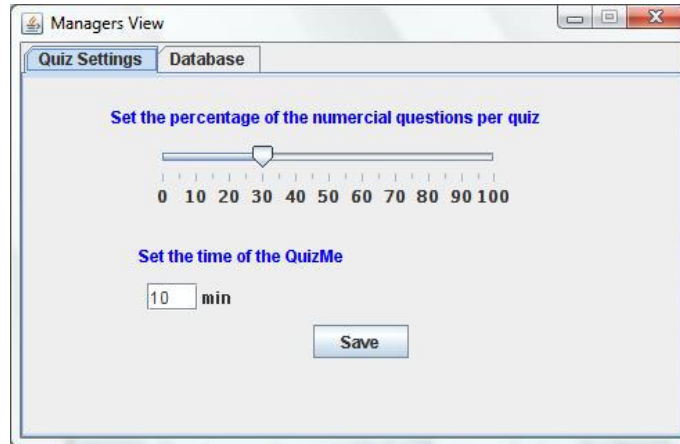 Managers View
Quiz Settings Database
Set the percentage of the numercial questions per quiz
0 10 20 30 40 50 60 70 80 90 100
Set the time of the QuizMe
10 min
Save